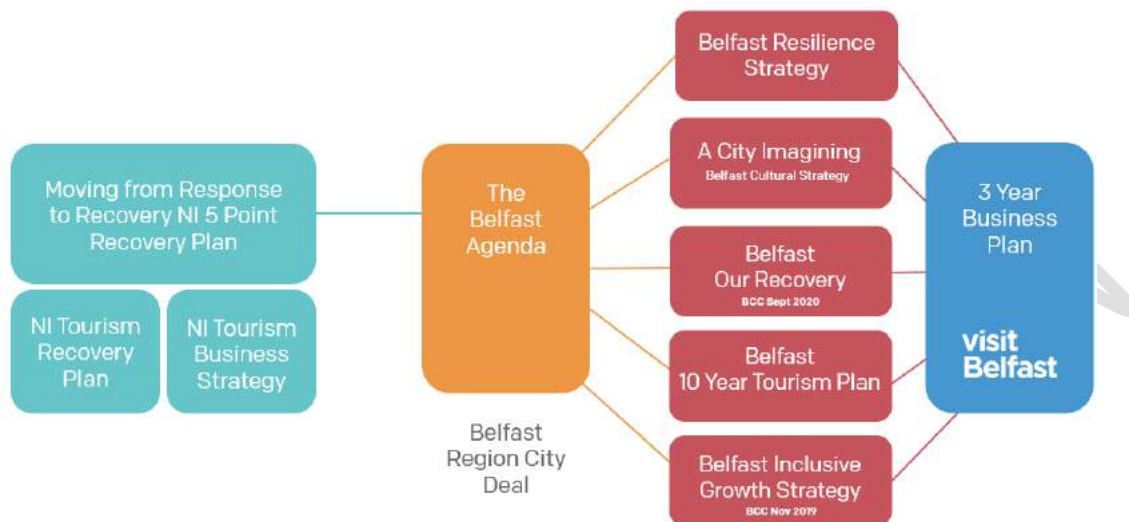 Moving from Response
to Recovery NI 5 Point
Recovery Plan
NI Tourism
Recovery
Plan
NI Tourism
Business
Strategy
The
Belfast
Agenda
Belfast
Region City
Deal
Belfast Resilience
Strategy
A City Imagining
Belfast Cultural Strategy
Belfast
Our Recovery
BCC Sept 2020
Belfast
10 Year Tourism Plan
Belfast Inclusive
Growth Strategy
BCC Nov 2019
3 Year
Business
Plan
visit
Belfast